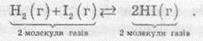 H₂(г)+I₂(г) ⇄ 2HI(г) .
2 молекули газів 2 молекули газів